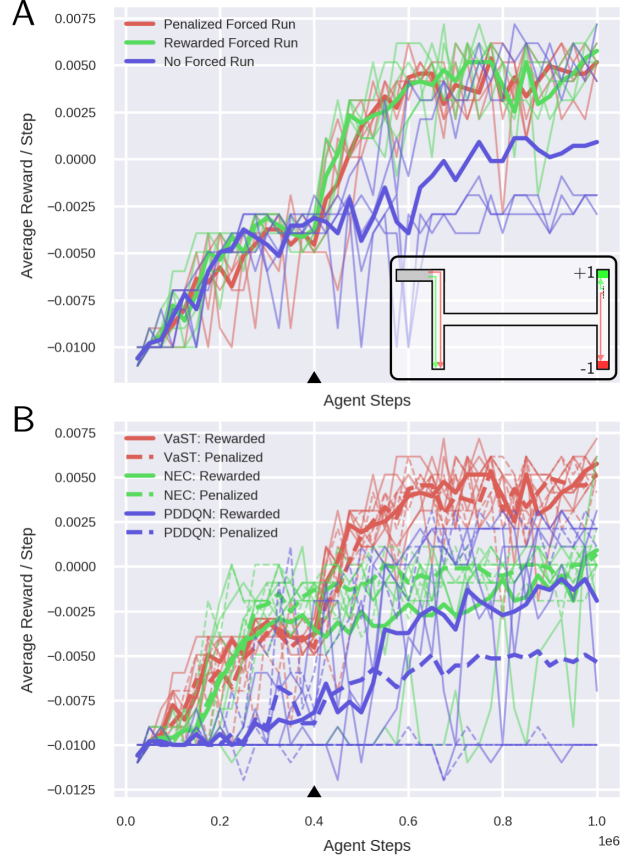 A
0.0075
0.0050
0.0025
0.0000
−0.0025
−0.0050
−0.0075
−0.0100
Average Reward / Step
Penalized Forced Run
Rewarded Forced Run
No Forced Run
+1
-1
Agent Steps
B
0.0075
0.0050
0.0025
0.0000
−0.0025
−0.0050
−0.0075
−0.0100
−0.0125
Average Reward / Step
VaST: Rewarded
VaST: Penalized
NEC: Rewarded
NEC: Penalized
PDDQN: Rewarded
PDDQN: Penalized
0.0 0.2 0.4 0.6 0.8 1.0
1e6
Agent Steps